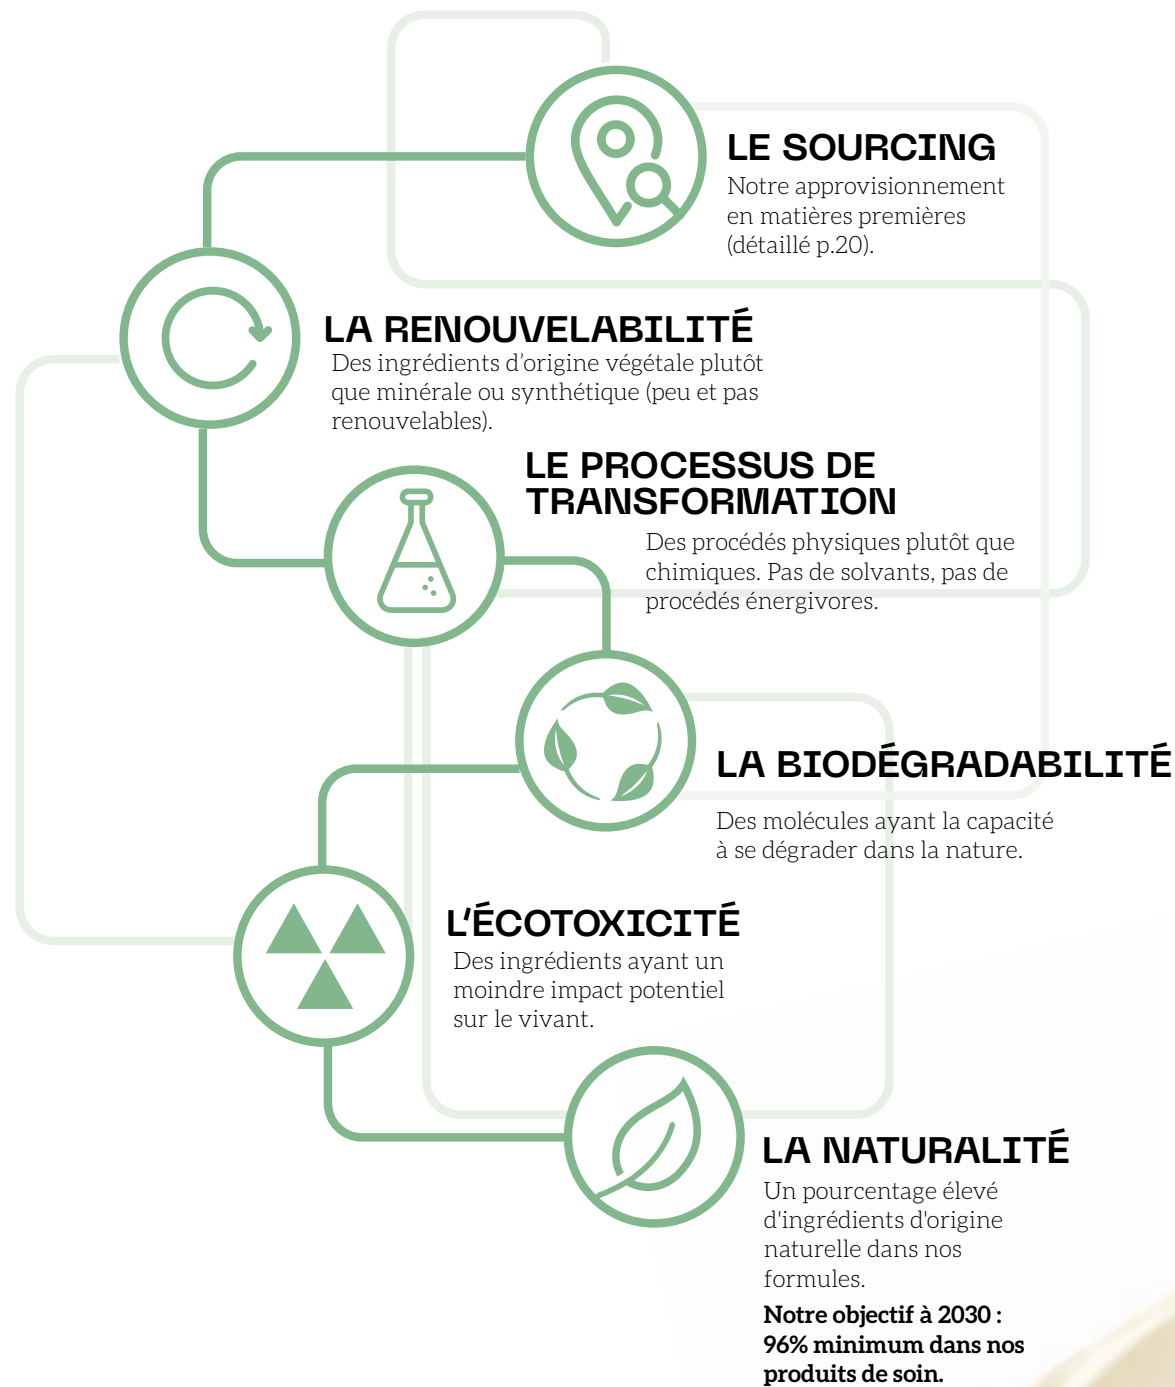 LE SOURCING
Notre approvisionnement
en matières premières
(détaillé p.20).
LA RENOUVELABILITÉ
Des ingrédients d’origine végétale plutôt
que minérale ou synthétique (peu et pas
renouvelables).
LE PROCESSUS DE
TRANSFORMATION
Des procédés physiques plutôt que
chimiques. Pas de solvants, pas de
procédés énergivores.
LA BIODÉGRADABILITÉ
Des molécules ayant la capacité
à se dégrader dans la nature.
L’ÉCOTOXICITÉ
Des ingrédients ayant un
moindre impact potentiel
sur le vivant.
LA NATURALITÉ
Un pourcentage élevé
d'ingrédients d'origine
naturelle dans nos
formules.
Notre objectif à 2030 :
96% minimum dans nos
produits de soin.